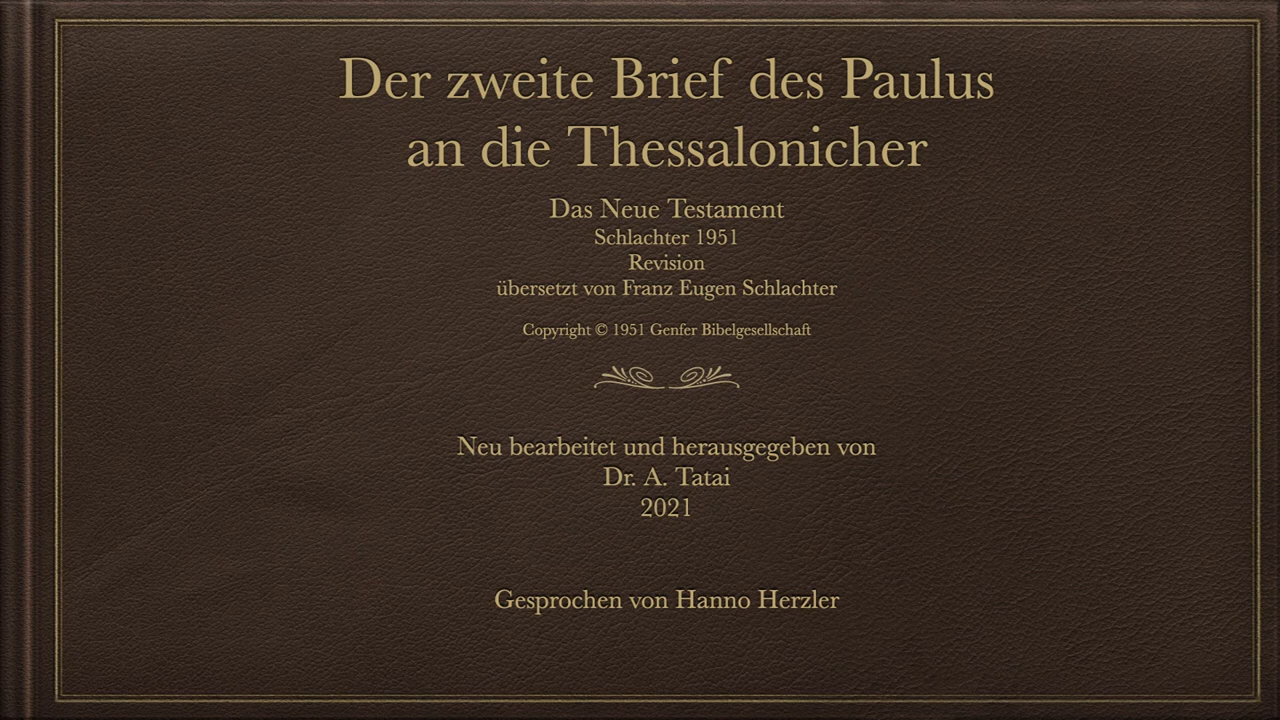 Der zweite Brief des Paulus
an die Thessalonicher
Das Neue Testament
Schlachter 1951
Revision
übersetzt von Franz Eugen Schlachter
Copyright © 1951 Genfer Bibelgesellschaft
Neu bearbeitet und herausgegeben von
Dr. A. Tatai
2021
Gesprochen von Hanno Herzler